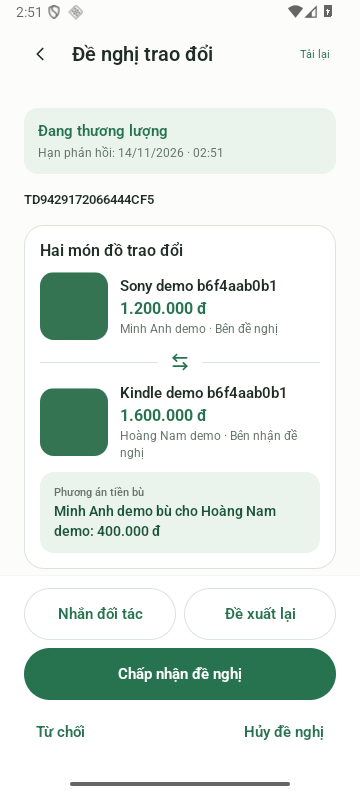 2:51
Đề nghị trao đổi
Tải lại
Đang thương lượng
Hạn phản hồi: 14/11/2026 · 02:51
TD9429172066444CF5
Hai món đồ trao đổi
Sony demo b6f4aab0b1
1.200.000 đ
Minh Anh demo · Bên đề nghị
Kindle demo b6f4aab0b1
1.600.000 đ
Hoàng Nam demo · Bên nhận đề
nghị
Phương án tiền bù
Minh Anh demo bù cho Hoàng Nam
demo: 400.000 đ
Nhắn đối tác
Đề xuất lại
Chấp nhận đề nghị
Từ chối
Hủy đề nghị